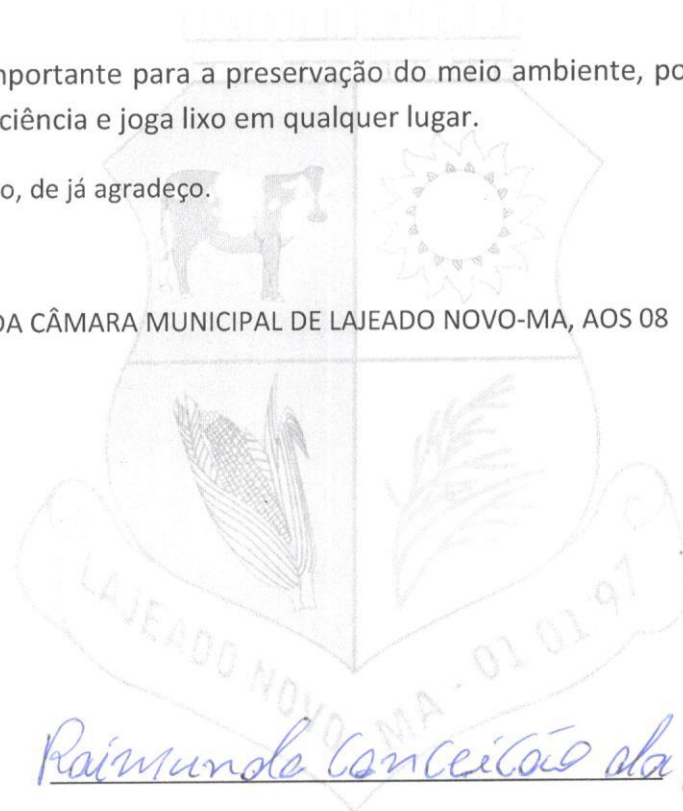 mportante para a preservação do meio ambiente, po
ciência e joga lixo em qualquer lugar.
o, de já agradeço.
DA CÂMARA MUNICIPAL DE LAJEADO NOVO-MA, AOS 08
LAJEADO NOVO - MA - 01 01 97
Raimunda Conceição da